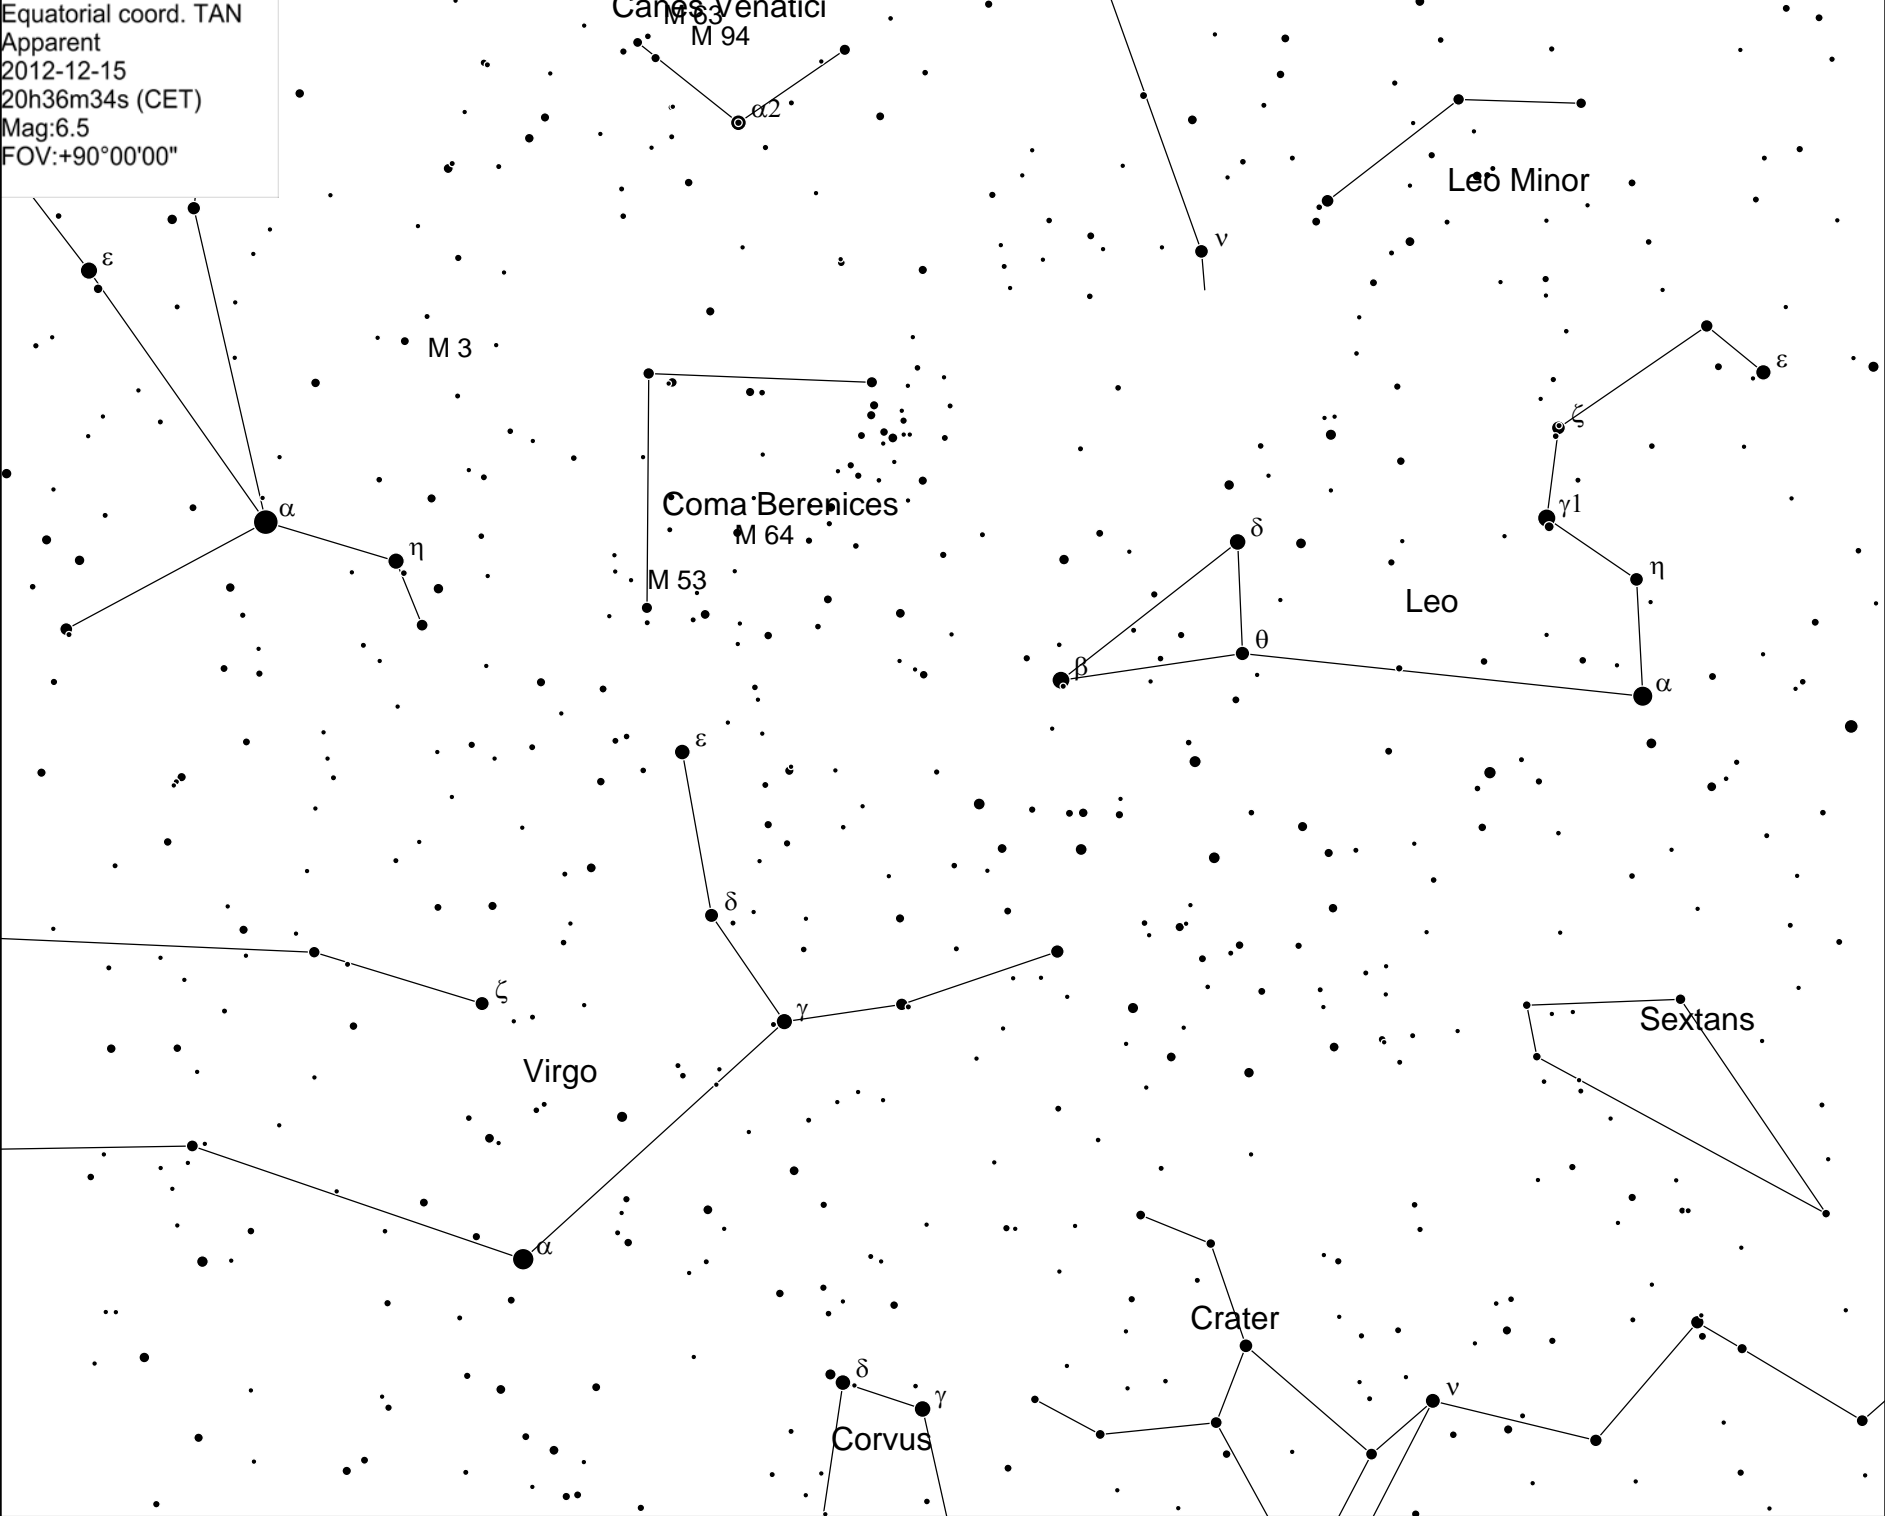 Equatorial coord. TAN
Apparent
2012-12-15
20h36m34s (CET)
Mag:6.5
FOV:+90°00'00"
Canes Venatici
M 63
M 94
α2
Leo Minor
ν
ε
M 3
ε
ζ
Coma Berenices
γ1
α
M 64
δ
η
M 53
η
Leo
θ
β
α
ε
δ
ζ
γ
Sextans
Virgo
α
Crater
δ
γ
ν
Corvus